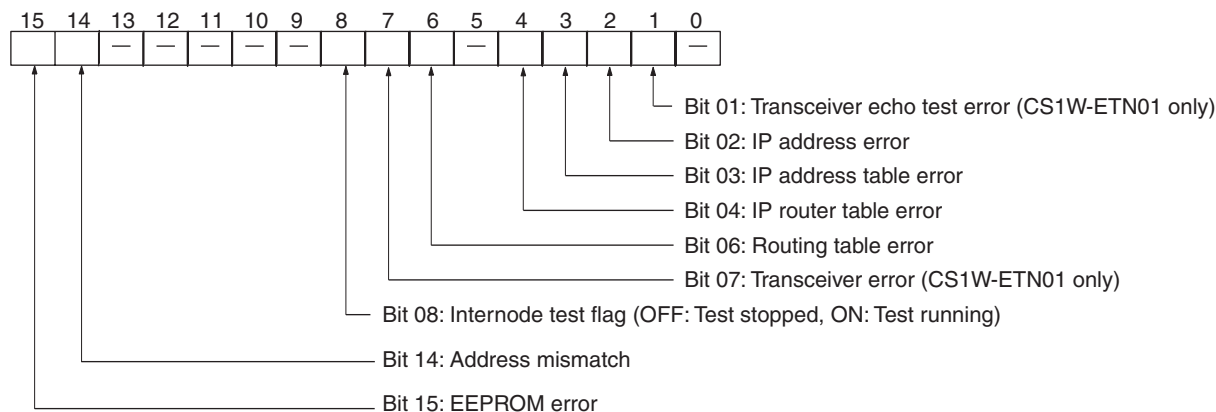 15 14 13 12 11 10 9 8 7 6 5 4 3 2 1 0
— — — — — — —
Bit 01: Transceiver echo test error (CS1W-ETN01 only)
Bit 02: IP address error
Bit 03: IP address table error
Bit 04: IP router table error
Bit 06: Routing table error
Bit 07: Transceiver error (CS1W-ETN01 only)
Bit 08: Internode test flag (OFF: Test stopped, ON: Test running)
Bit 14: Address mismatch
Bit 15: EEPROM error